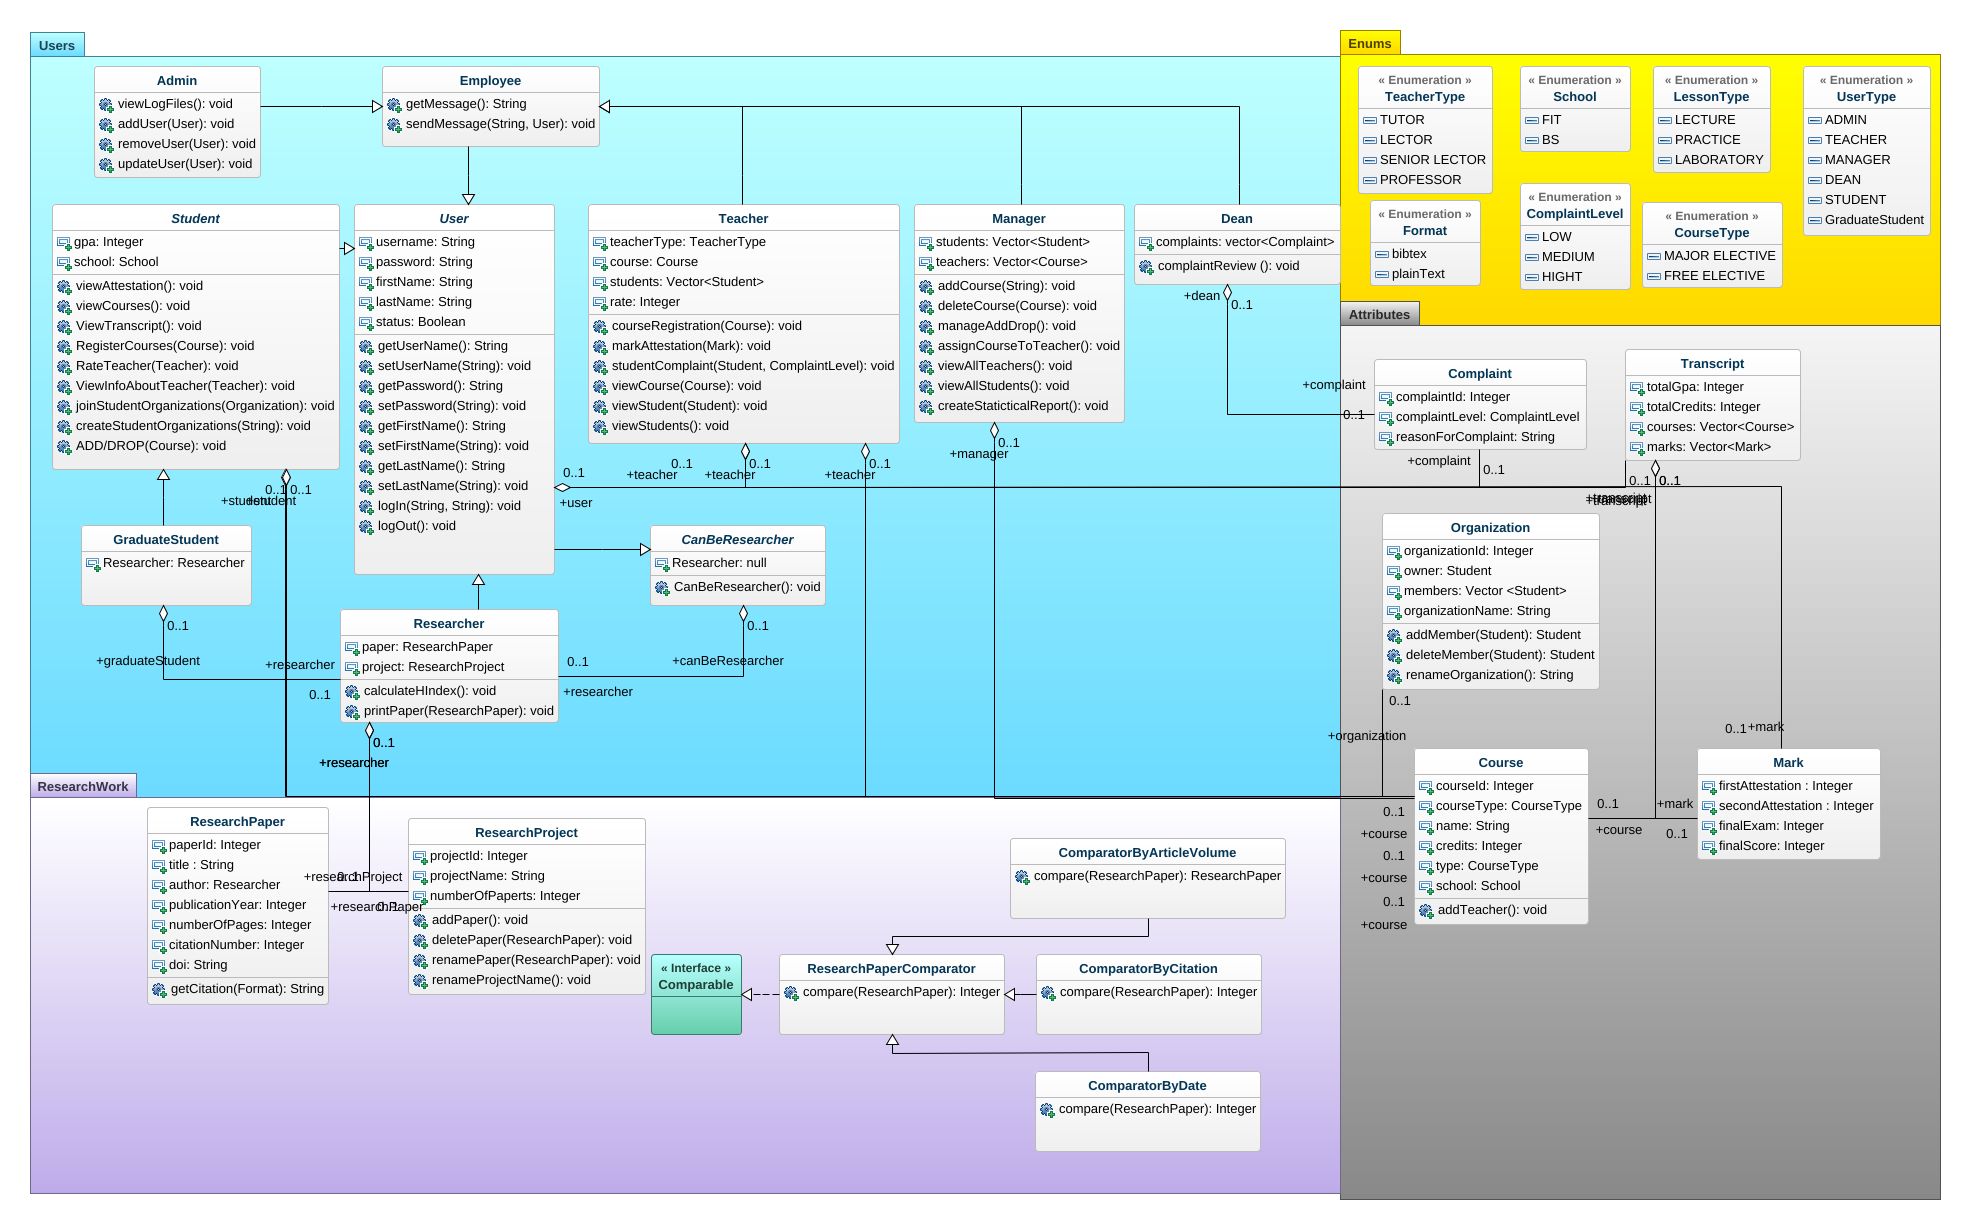 Users
Admin
viewLogFiles(): void
addUser(User): void
removeUser(User): void
updateUser(User): void
Employee
getMessage(): String
sendMessage(String, User): void
Student
gpa: Integer
school: School
viewAttestation(): void
viewCourses(): void
ViewTranscript(): void
RegisterCourses(Course): void
RateTeacher(Teacher): void
ViewInfoAboutTeacher(Teacher): void
joinStudentOrganizations(Organization): void
createStudentOrganizations(String): void
ADD/DROP(Course): void
User
username: String
password: String
firstName: String
lastName: String
status: Boolean
getUserName(): String
setUserName(String): void
getPassword(): String
setPassword(String): void
getFirstName(): String
setFirstName(String): void
getLastName(): String
setLastName(String): void
logIn(String, String): void
logOut(): void
Teacher
teacherType: TeacherType
course: Course
students: Vector<Student>
rate: Integer
courseRegistration(Course): void
markAttestation(Mark): void
studentComplaint(Student, ComplaintLevel): void
viewCourse(Course): void
viewStudent(Student): void
viewStudents(): void
Manager
students: Vector<Student>
teachers: Vector<Course>
addCourse(String): void
deleteCourse(Course): void
manageAddDrop(): void
assignCourseToTeacher(): void
viewAllTeachers(): void
viewAllStudents(): void
createStaticticalReport(): void
Dean
complaints: vector<Complaint>
complaintReview (): void
+dean
0..1
0..1
+manager
0..1
0..1
0..1
+teacher
+teacher
+teacher
0..1
+user
0..1
0..1
+student
+student
GraduateStudent
Researcher: Researcher
0..1
+graduateStudent
CanBeResearcher
Researcher: null
CanBeResearcher(): void
0..1
+canBeResearcher
Researcher
paper: ResearchPaper
project: ResearchProject
calculateHIndex(): void
printPaper(ResearchPaper): void
+researcher
0..1
0..1
+researcher
0..1
+researcher
Enums
« Enumeration »
TeacherType
TUTOR
LECTOR
SENIOR LECTOR
PROFESSOR
« Enumeration »
School
FIT
BS
« Enumeration »
LessonType
LECTURE
PRACTICE
LABORATORY
« Enumeration »
UserType
ADMIN
TEACHER
MANAGER
DEAN
STUDENT
GraduateStudent
« Enumeration »
Format
bibtex
plainText
« Enumeration »
ComplaintLevel
LOW
MEDIUM
HIGHT
« Enumeration »
CourseType
MAJOR ELECTIVE
FREE ELECTIVE
Attributes
Complaint
complaintId: Integer
complaintLevel: ComplaintLevel
reasonForComplaint: String
+complaint
0..1
+complaint
0..1
Transcript
totalGpa: Integer
totalCredits: Integer
courses: Vector<Course>
marks: Vector<Mark>
0..1
0..1
+transcript
Organization
organizationId: Integer
owner: Student
members: Vector <Student>
organizationName: String
addMember(Student): Student
deleteMember(Student): Student
renameOrganization(): String
0..1
+organization
Course
courseId: Integer
courseType: CourseType
name: String
credits: Integer
type: CourseType
school: School
addTeacher(): void
0..1
+course
0..1
+course
0..1
+course
0..1
+course
Mark
firstAttestation : Integer
secondAttestation : Integer
finalExam: Integer
finalScore: Integer
0..1
+mark
+mark
0..1
ResearchWork
ResearchPaper
paperId: Integer
title : String
author: Researcher
publicationYear: Integer
numberOfPages: Integer
citationNumber: Integer
doi: String
getCitation(Format): String
+researchProject
0..1
+researchPaper
0..1
ResearchProject
projectId: Integer
projectName: String
numberOfPaperts: Integer
addPaper(): void
deletePaper(ResearchPaper): void
renamePaper(ResearchPaper): void
renameProjectName(): void
« Interface »
Comparable
ComparatorByArticleVolume
compare(ResearchPaper): ResearchPaper
ResearchPaperComparator
compare(ResearchPaper): Integer
ComparatorByCitation
compare(ResearchPaper): Integer
ComparatorByDate
compare(ResearchPaper): Integer